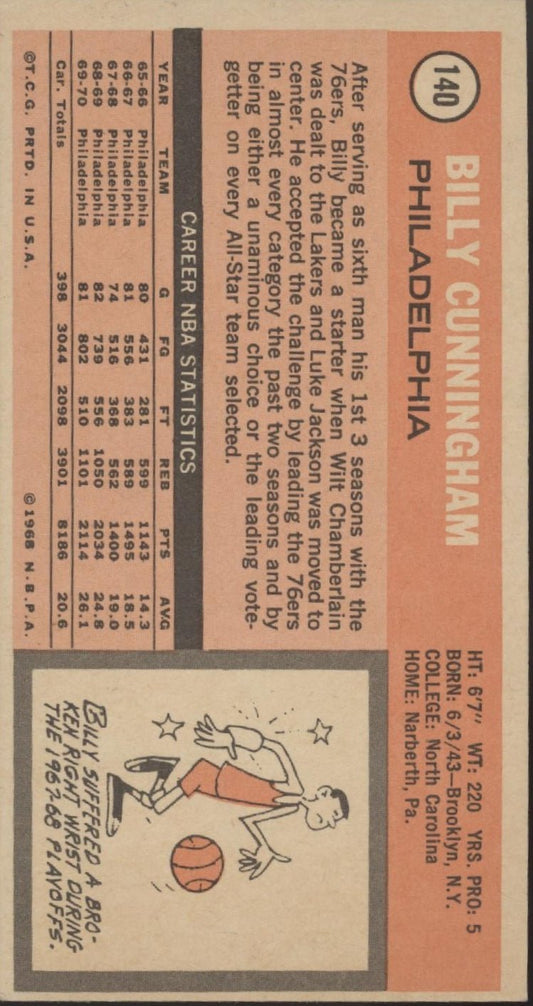 140
BILLY CUNNINGHAM
PHILADELPHIA
HT: 6'7" WT: 220 YRS. PRO: 5
BORN: 6/3/43—Brooklyn, N.Y.
COLLEGE: North Carolina
HOME: Narberth, Pa.
After serving as sixth man his 1st 3 seasons with the
76ers, Billy became a starter when Wilt Chamberlain
was dealt to the Lakers and Luke Jackson was moved to
center. He accepted the challenge by leading the 76ers
in almost every category the past two seasons and by
being either a unaminous choice or the leading vote-
getter on every All-Star team selected.
CAREER NBA STATISTICS
YEAR TEAM G FG FT REB PTS AVG
65-66 Philadelphia 80 431 281 599 1143 14.3
66-67 Philadelphia 81 556 383 589 1495 18.5
67-68 Philadelphia 74 516 368 562 1400 19.0
68-69 Philadelphia 82 739 556 1050 2034 24.8
69-70 Philadelphia 81 802 510 1101 2114 26.1
Car. Totals 398 3044 2098 3901 8186 20.6
©T.C.G. PRTD. IN U.S.A. ©1968 N.B.P.A.
BILLY SUFFERED A BRO-
KEN RIGHT WRIST DURING
THE 1967-68 PLAYOFFS.